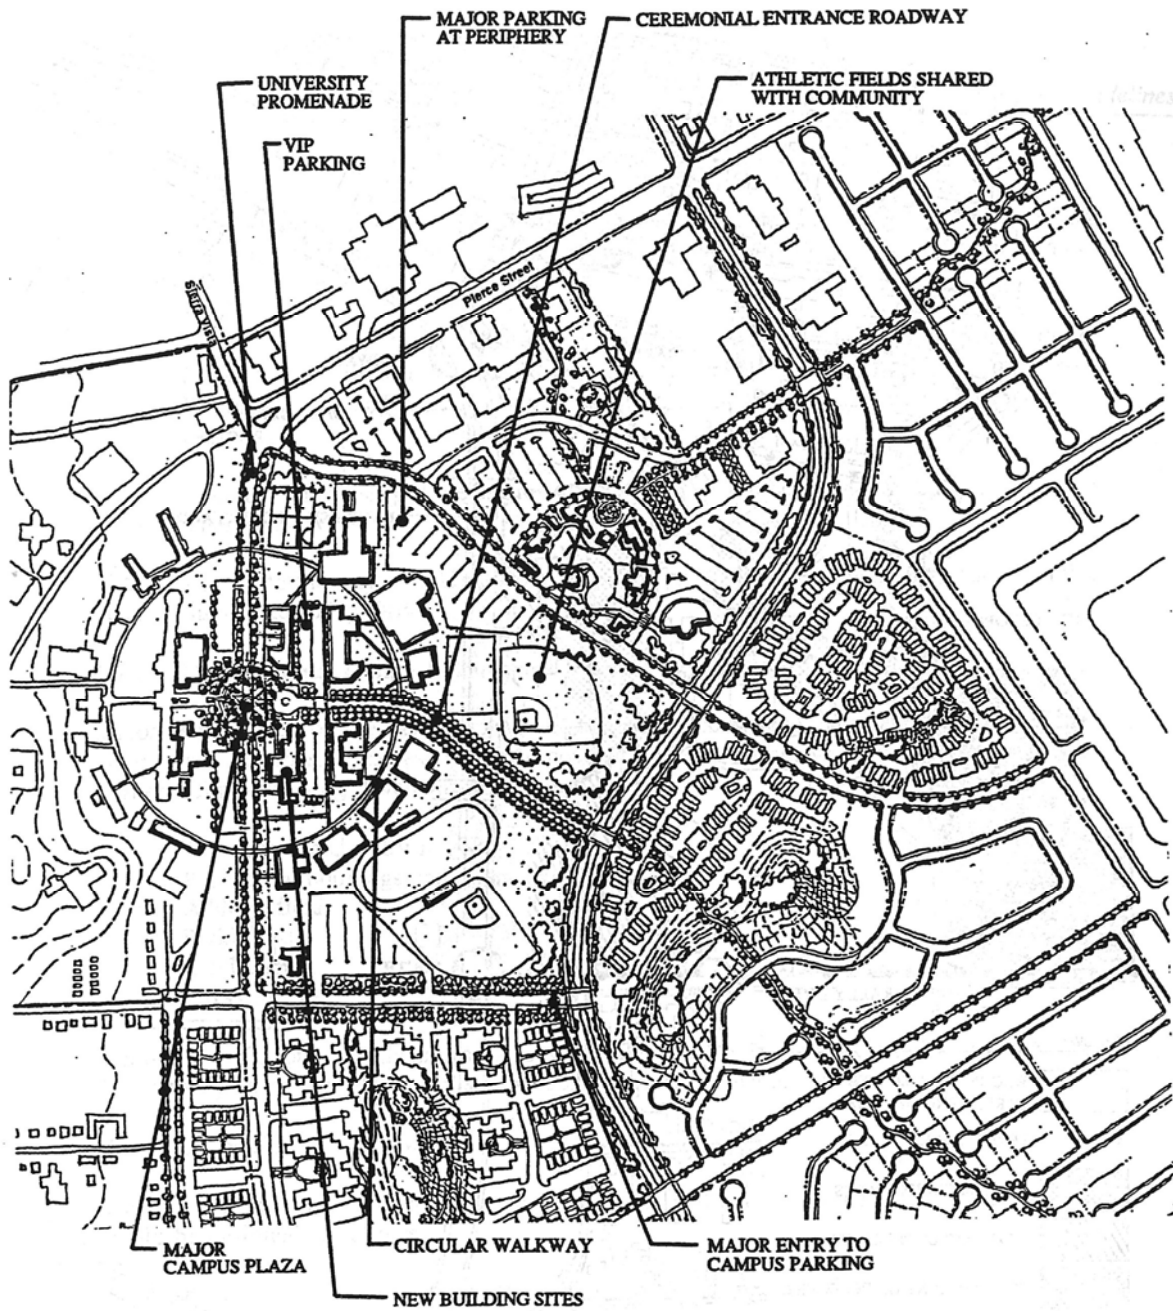 MAJOR PARKING
AT PERIPHERY
CEREMONIAL ENTRANCE ROADWAY
UNIVERSITY
PROMENADE
ATHLETIC FIELDS SHARED
WITH COMMUNITY
VIP
PARKING
Pierce Street
MAJOR
CAMPUS PLAZA
CIRCULAR WALKWAY
MAJOR ENTRY TO
CAMPUS PARKING
NEW BUILDING SITES